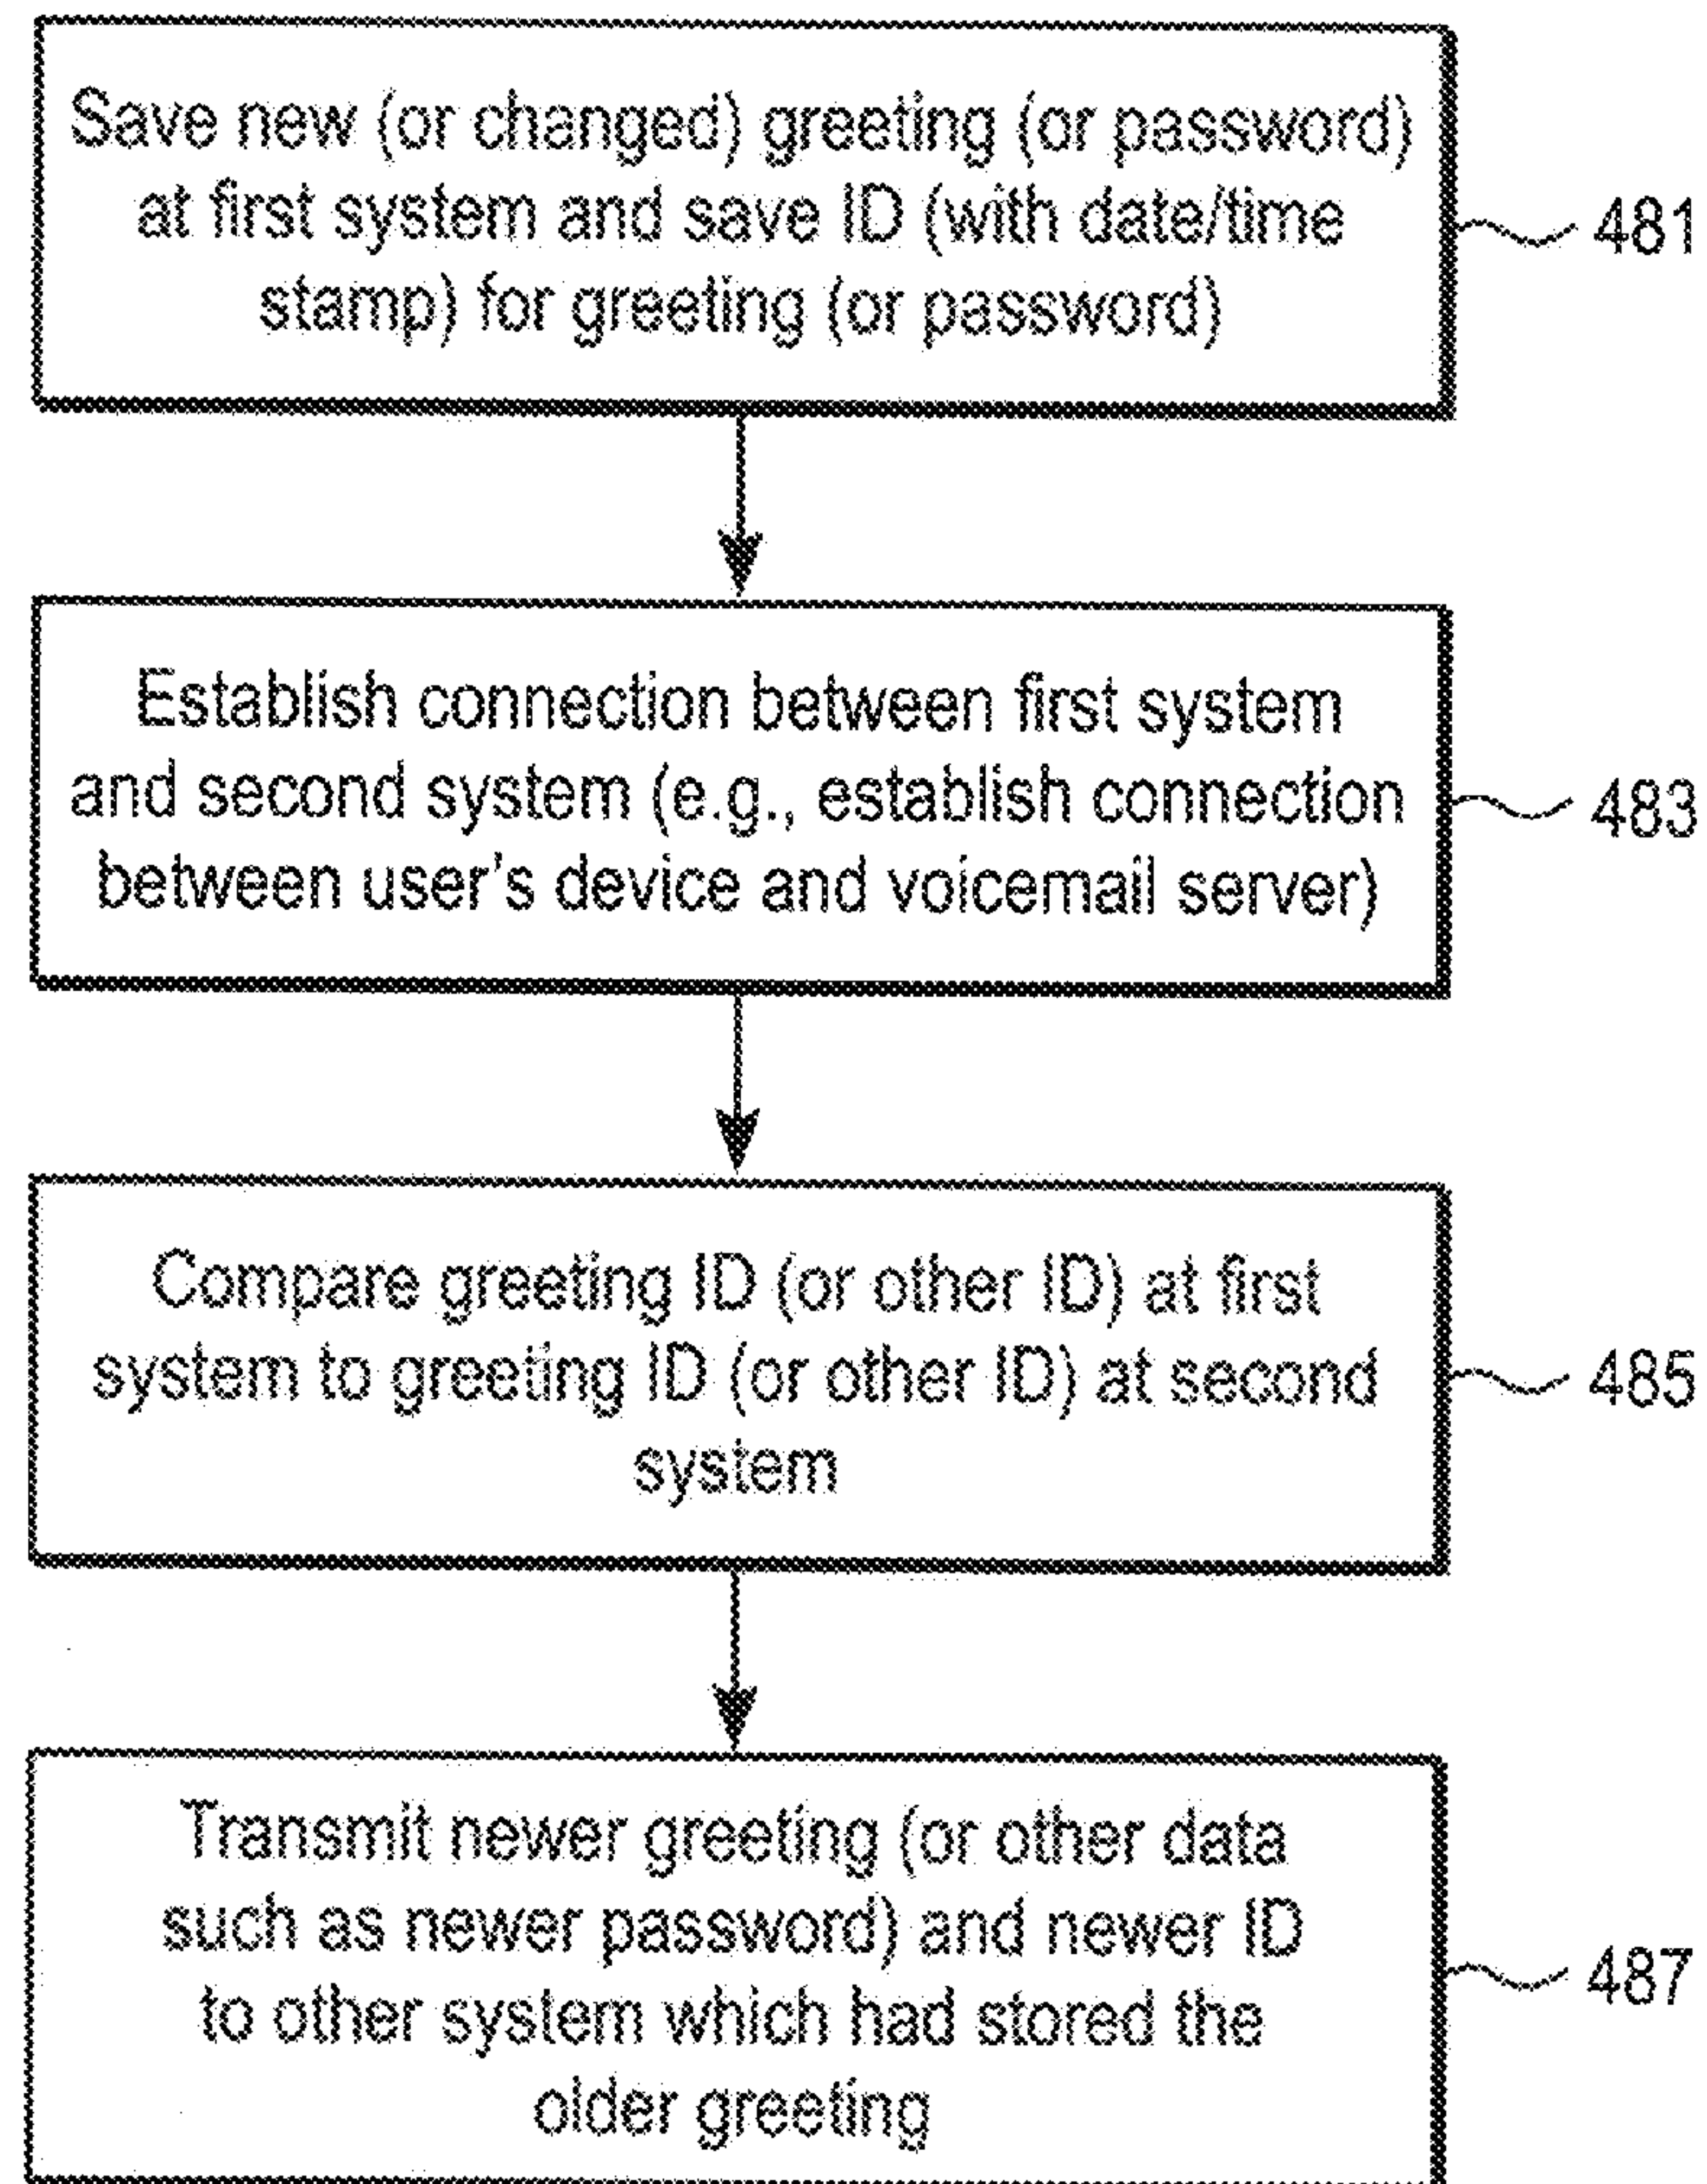 Save new (or changed) greeting (or password)
at first system and save ID (with date/time
stamp) for greeting (or password)
481
Establish connection between first system
and second system (e.g., establish connection
between user's device and voicemail server)
483
Compare greeting ID (or other ID) at first
system to greeting ID (or other ID) at second
system
485
Transmit newer greeting (or other data
such as newer password) and newer ID
to other system which had stored the
older greeting
487